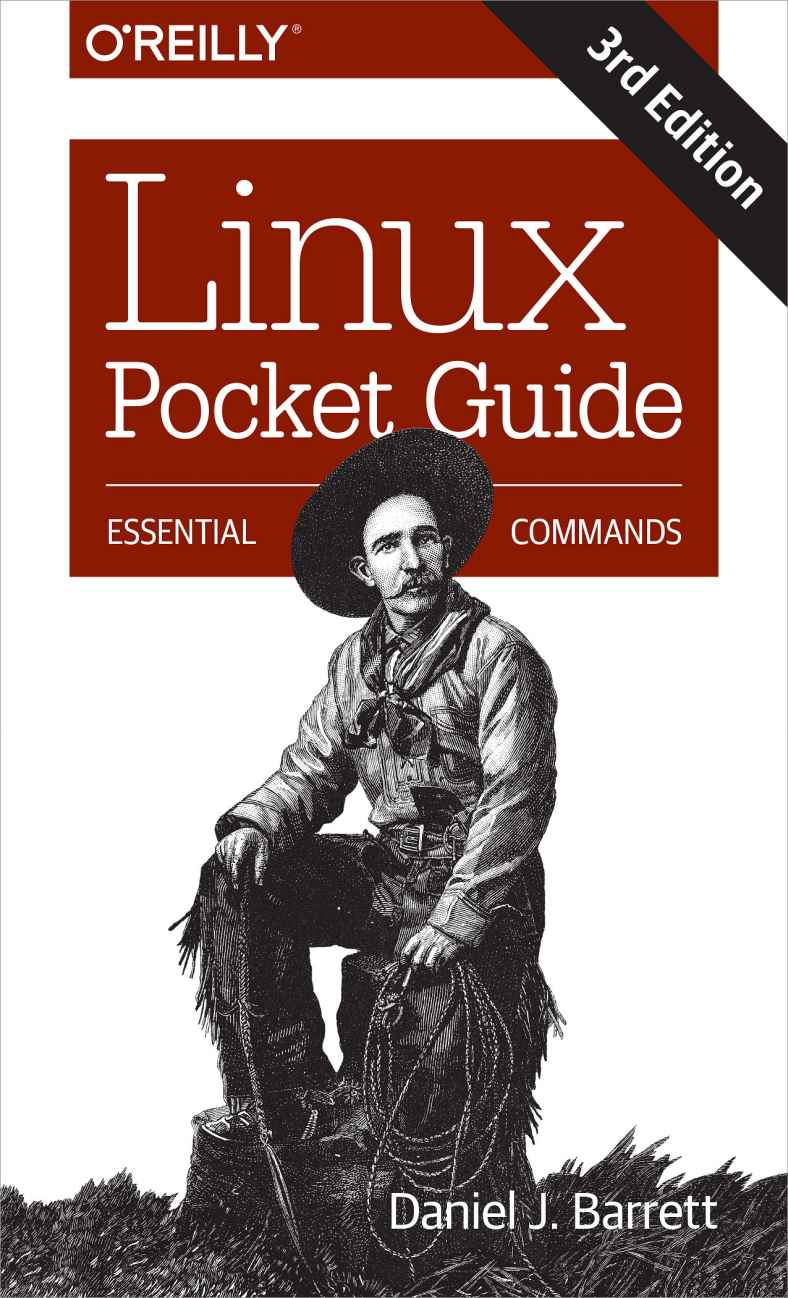 O'REILLY®
3rd Edition
Linux
Pocket Guide
ESSENTIAL COMMANDS
Daniel J. Barrett